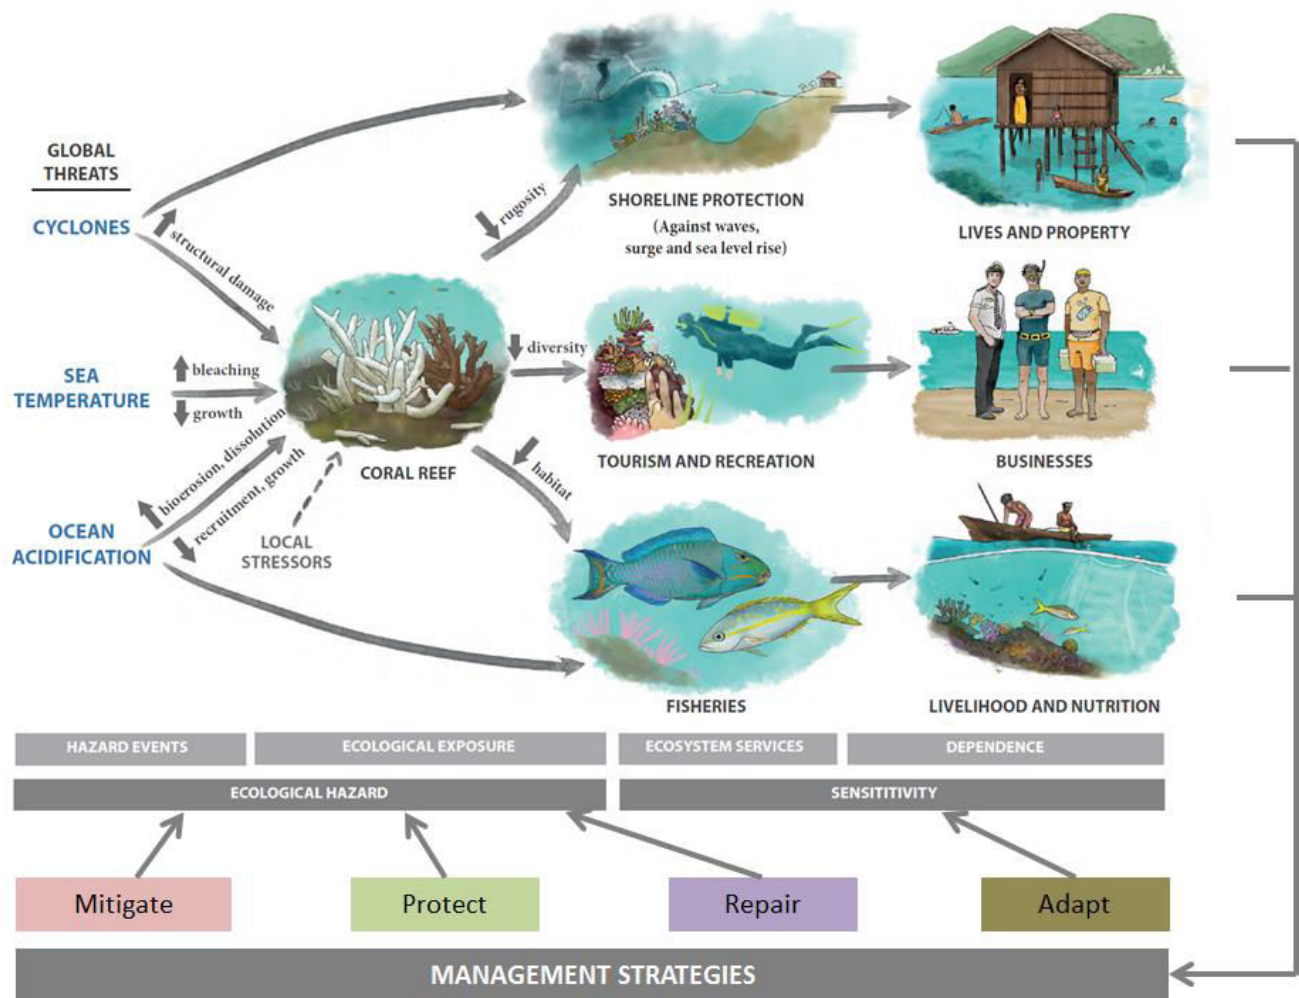 GLOBAL
THREATS
CYCLONES
structural damage
SEA
TEMPERATURE
bleaching
growth
OCEAN
ACIDIFICATION
bioerosion, dissolution
recruitment, growth
LOCAL
STRESSORS
CORAL REEF
rugosity
diversity
habitat
SHORELINE PROTECTION
(Against waves,
surge and sea level rise)
LIVES AND PROPERTY
TOURISM AND RECREATION
BUSINESSES
FISHERIES
LIVELIHOOD AND NUTRITION
HAZARD EVENTS
ECOLOGICAL EXPOSURE
ECOSYSTEM SERVICES
DEPENDENCE
ECOLOGICAL HAZARD
SENSITITIVITY
Mitigate
Protect
Repair
Adapt
MANAGEMENT STRATEGIES